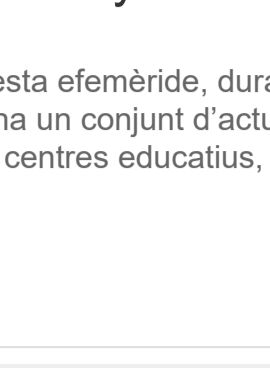 esta efemèride, dura
na un conjunt d’actu
centres educatius,